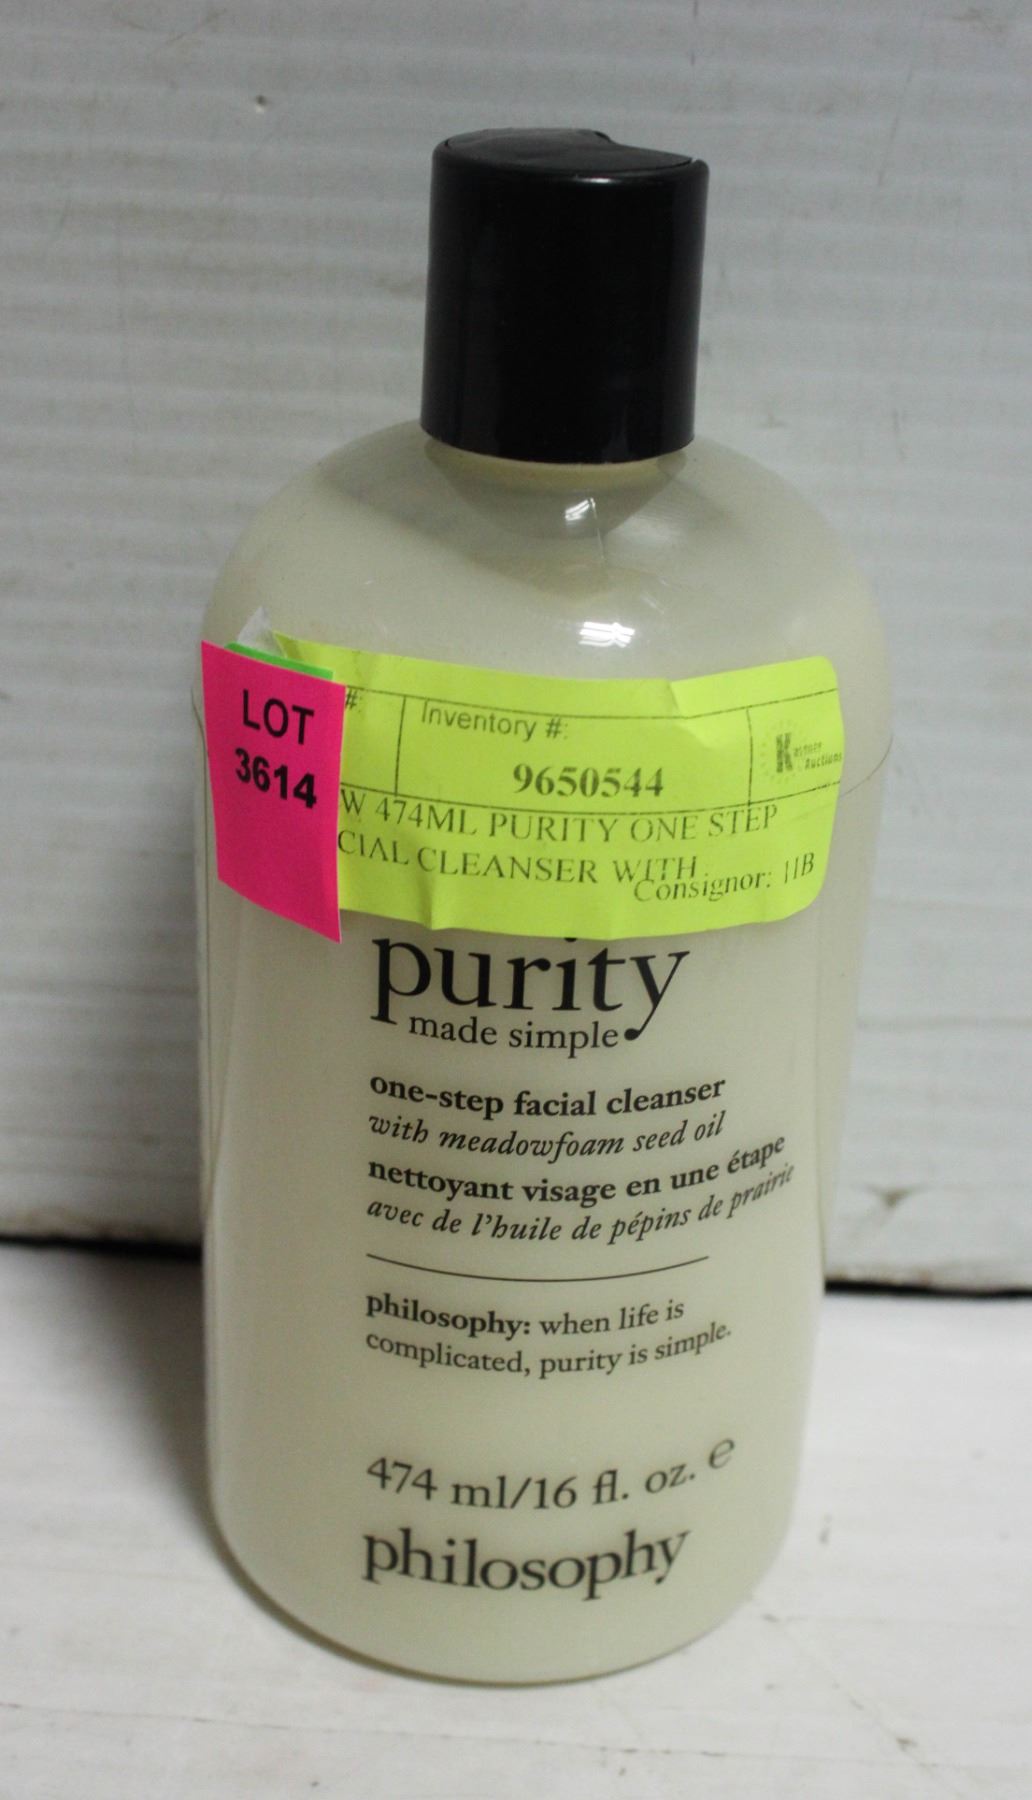 LOT
3614
#:
Inventory #:
9650544
Kastner
Auctions
W 474ML PURITY ONE STEP
CIAL CLEANSER WITH
Consignor: 11B
purity
made simple
one-step facial cleanser
with meadowfoam seed oil
nettoyant visage en une étape
avec de l'huile de pépins de prairie
philosophy: when life is
complicated, purity is simple.
474 ml/16 fl. oz. ℮
philosophy